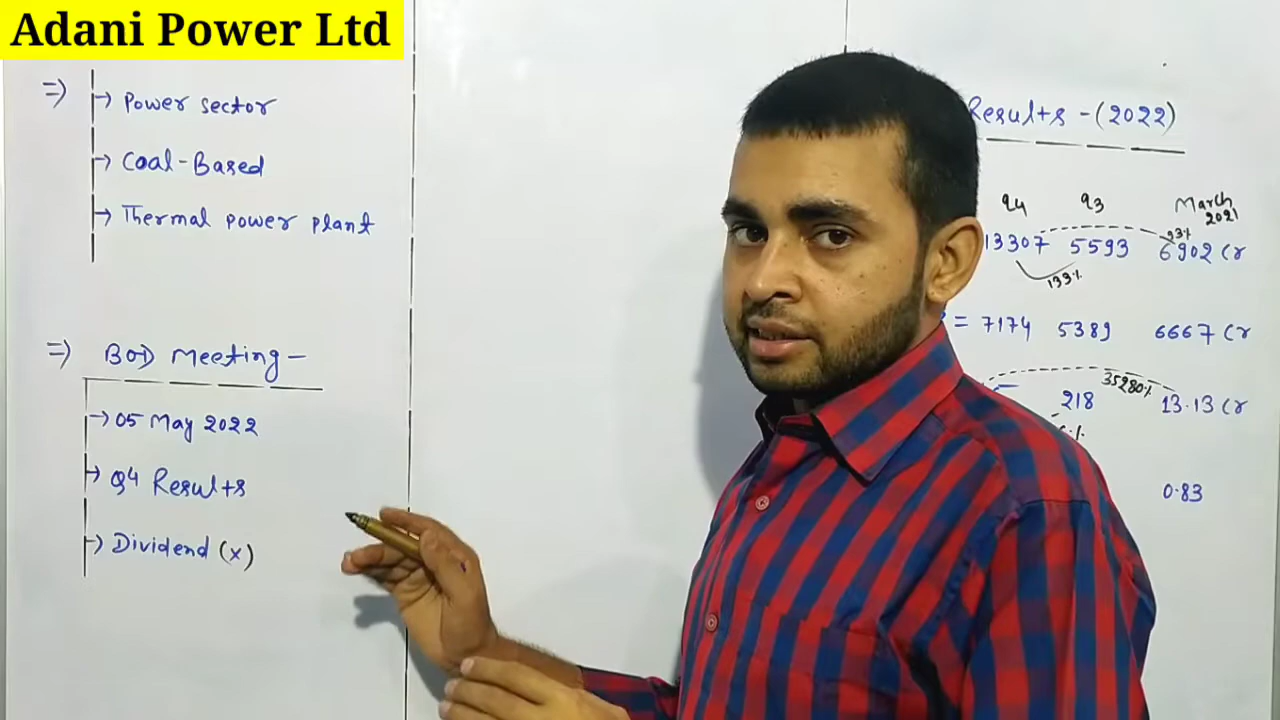 Adani Power Ltd
=> → Power sector
→ Coal-Based
→ Thermal power plant
=> BOD Meeting -
→ 05 May 2022
→ Q4 Results
→ Dividend (x)
Results - (2022)
Q4 Q3 March 2021
13307 5593 6902 Cr
93%
133%
= 7174 5389 6667 Cr
35280%
218 13.13 Cr
0.83